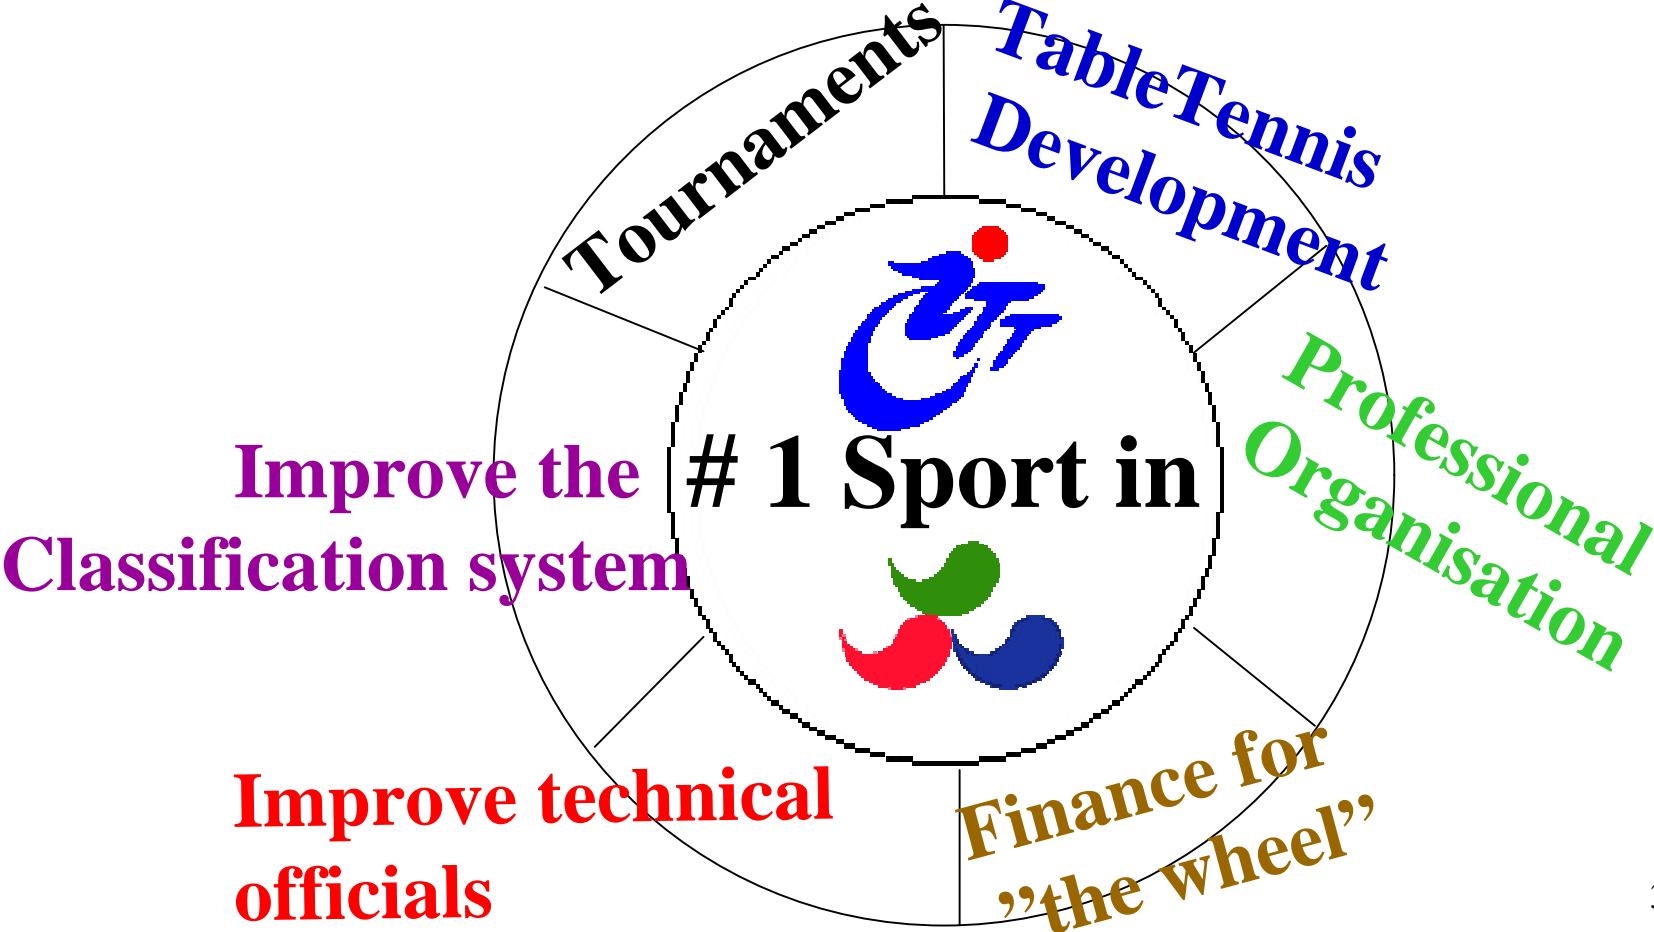 Tournaments
TableTennis
Development
Professional
Organisation
Improve the
Classification system
# 1 Sport in
TT
Improve technical
officials
Finance for
”the wheel”